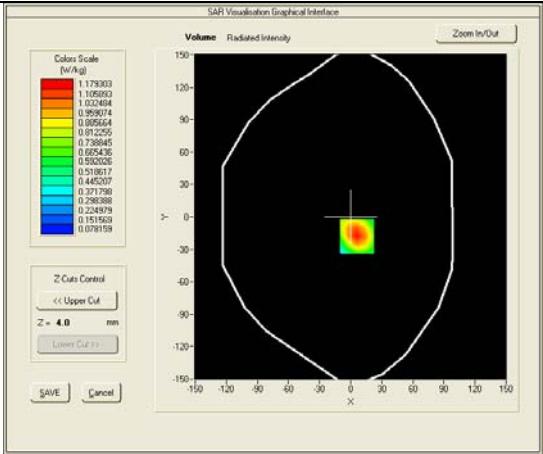 SAR Visualisation Graphical Interface
Volume Radiated Intensity
Zoom In/Out
Colors Scale
(W/kg)
1.179303
1.105893
1.032484
0.959074
0.885664
0.812255
0.738845
0.665436
0.592026
0.518617
0.445207
0.371798
0.298388
0.224979
0.151569
0.078159
150
120
90
60
30
0
-30
-60
-90
-120
-150
Y
-150 -120 -90 -60 -30 0 30 60 90 120 150
X
Z-Cuts Control
<< Upper Cut
Z = 4.0 mm
Lower Cut >>
SAVE Cancel